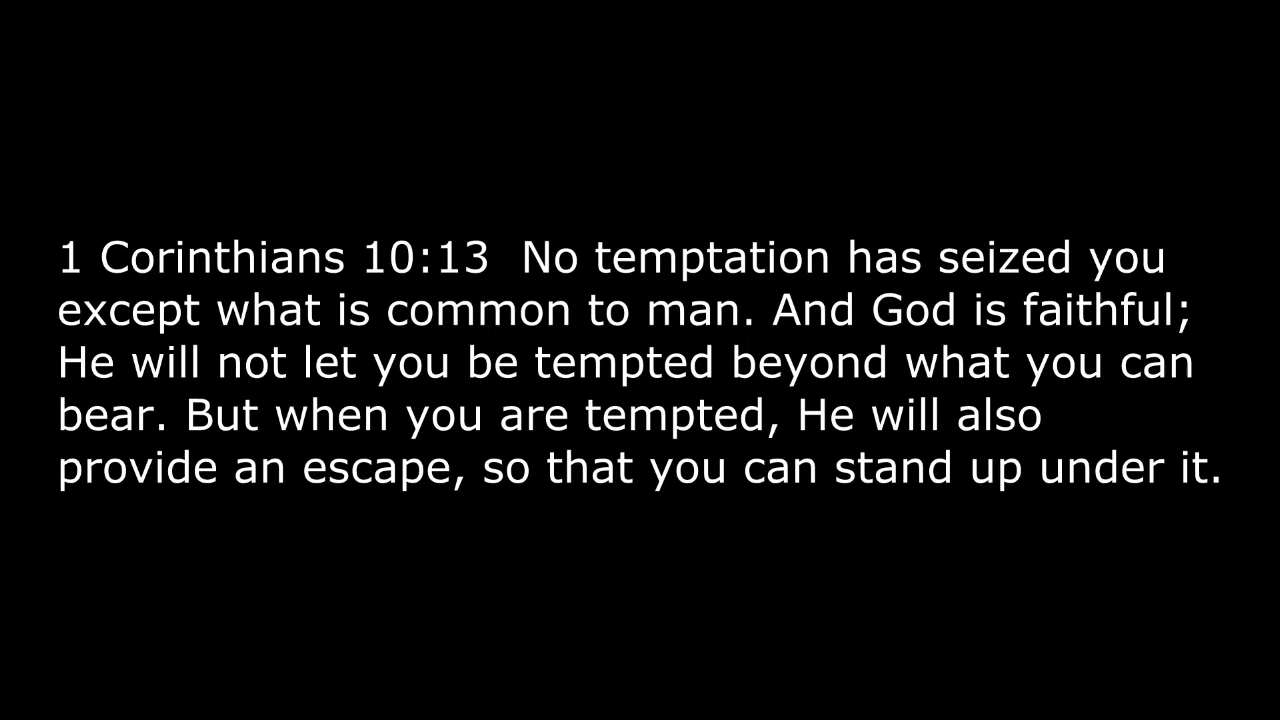 1 Corinthians 10:13  No temptation has seized you
except what is common to man. And God is faithful;
He will not let you be tempted beyond what you can
bear. But when you are tempted, He will also
provide an escape, so that you can stand up under it.